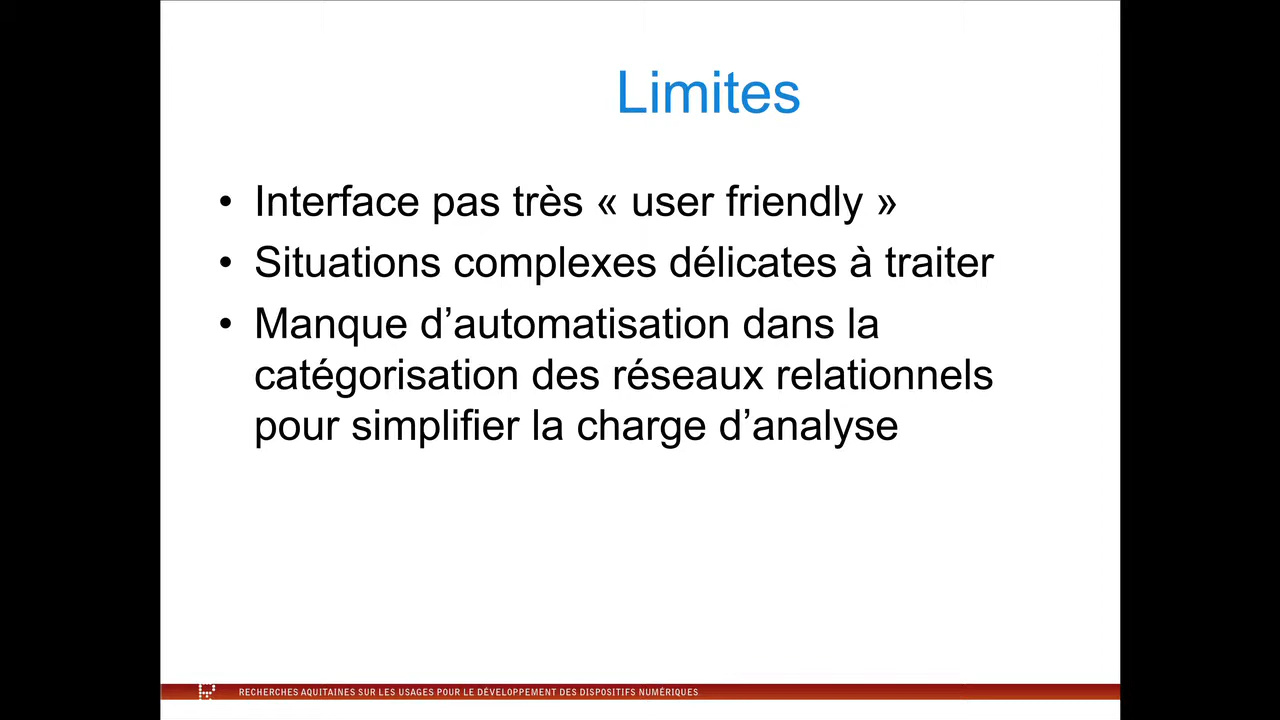 Limites
• Interface pas très « user friendly »
• Situations complexes délicates à traiter
• Manque d’automatisation dans la
catégorisation des réseaux relationnels
pour simplifier la charge d’analyse
RECHERCHES AQUITAINES SUR LES USAGES POUR LE DÉVELOPPEMENT DES DISPOSITIFS NUMÉRIQUES